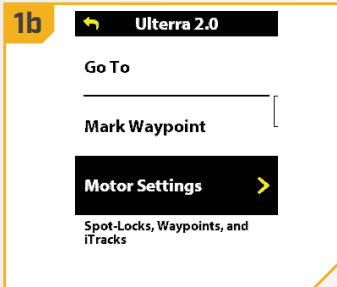 1b
Ulterra 2.0
Go To
Mark Waypoint
Motor Settings
Spot-Locks, Waypoints, and
iTracks